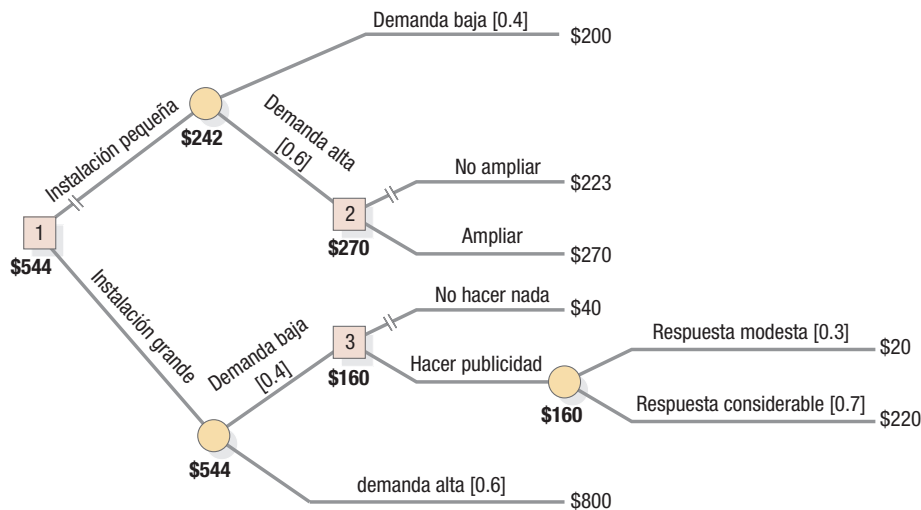 Demanda baja [0.4]
$200
Instalación pequeña
$242
Demanda alta
[0.6]
No ampliar
$223
2
$270
Ampliar
$270
1
$544
Instalación grande
Demanda baja
[0.4]
No hacer nada
$40
3
$160
Hacer publicidad
Respuesta modesta [0.3]
$20
$160
Respuesta considerable [0.7]
$220
$544
demanda alta [0.6]
$800